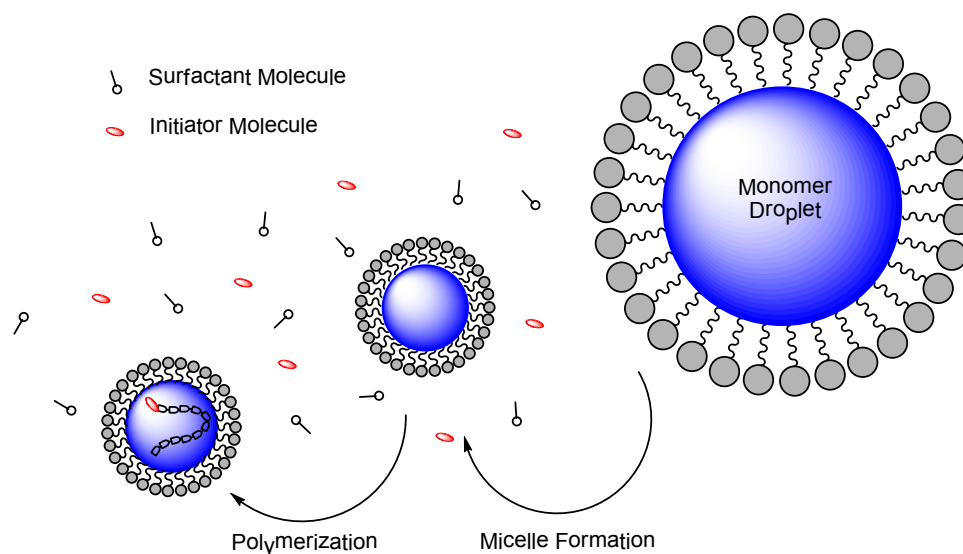 Surfactant Molecule
Initiator Molecule
Monomer
Droplet
Polymerization
Micelle Formation